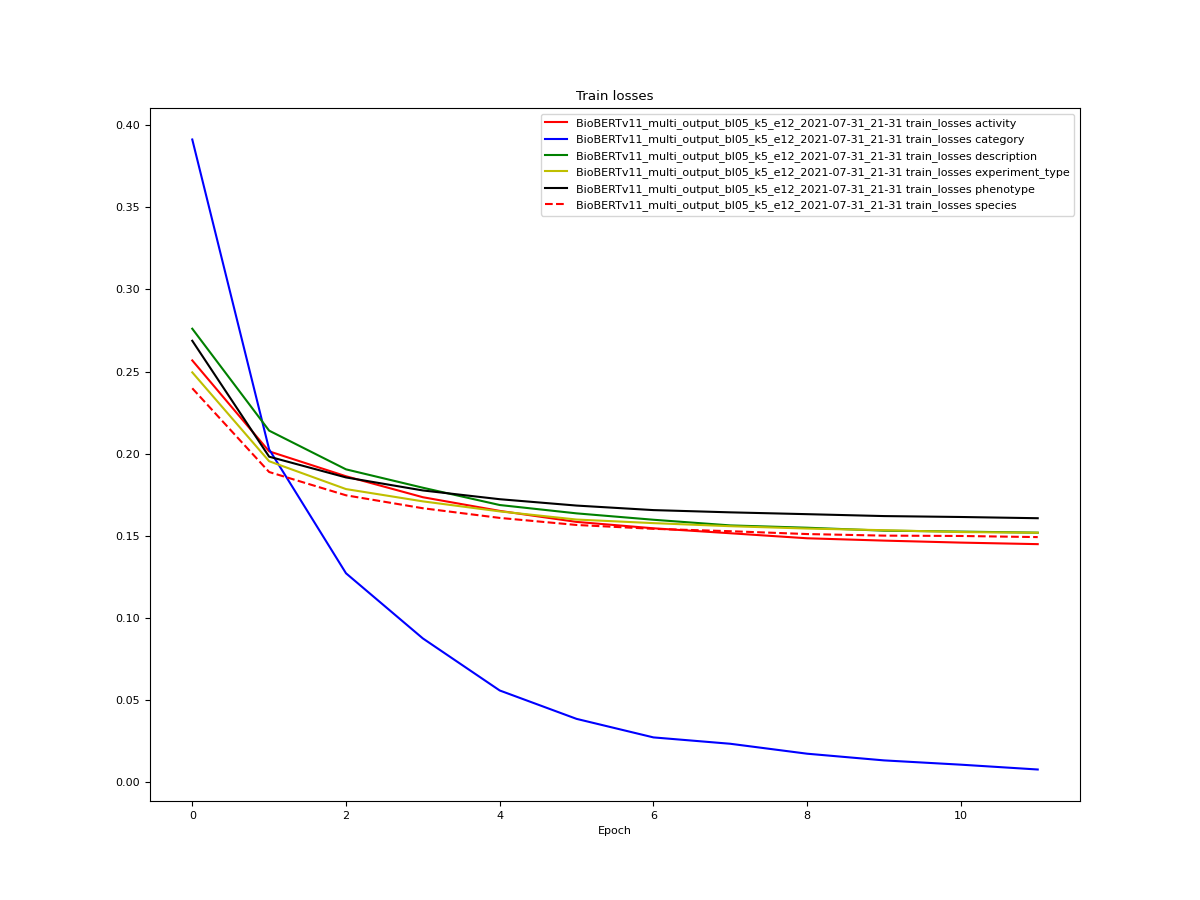 Train losses
BioBERTv11_multi_output_bl05_k5_e12_2021-07-31_21-31 train_losses activity
BioBERTv11_multi_output_bl05_k5_e12_2021-07-31_21-31 train_losses category
BioBERTv11_multi_output_bl05_k5_e12_2021-07-31_21-31 train_losses description
BioBERTv11_multi_output_bl05_k5_e12_2021-07-31_21-31 train_losses experiment_type
BioBERTv11_multi_output_bl05_k5_e12_2021-07-31_21-31 train_losses phenotype
BioBERTv11_multi_output_bl05_k5_e12_2021-07-31_21-31 train_losses species
0.40
0.35
0.30
0.25
0.20
0.15
0.10
0.05
0.00
0 2 4 6 8 10
Epoch